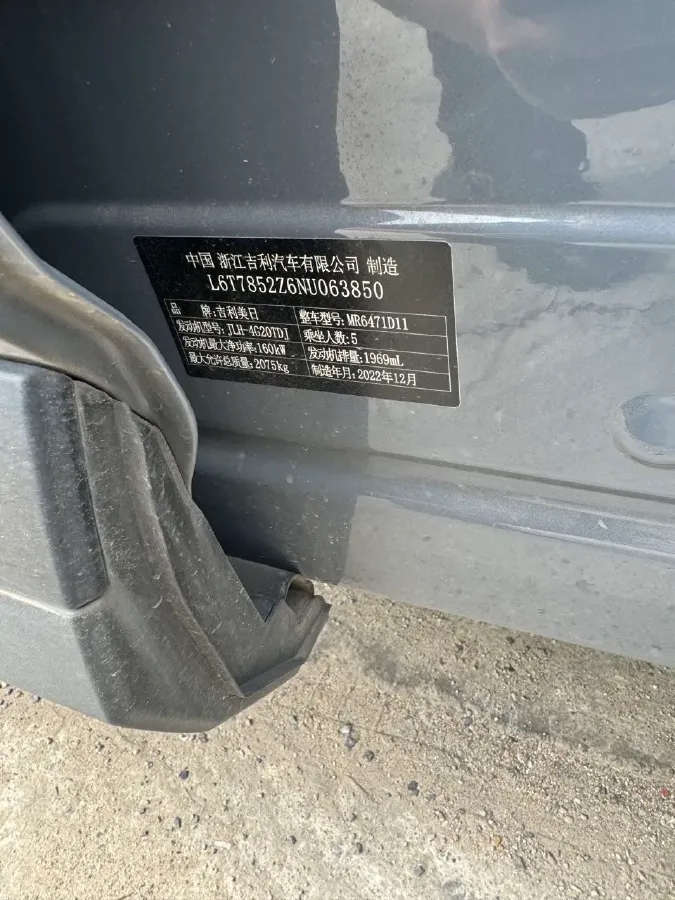 中国 浙江吉利汽车有限公司 制造
L6T7852Z6NU063850
品 牌:吉利美日 整车型号:MR6471D11
发动机型号:JLH-4G20TDJ 乘坐人数:5
发动机最大净功率:160kW 发动机排量:1969mL
最大允许总质量:2075kg 制造年月:2022年12月